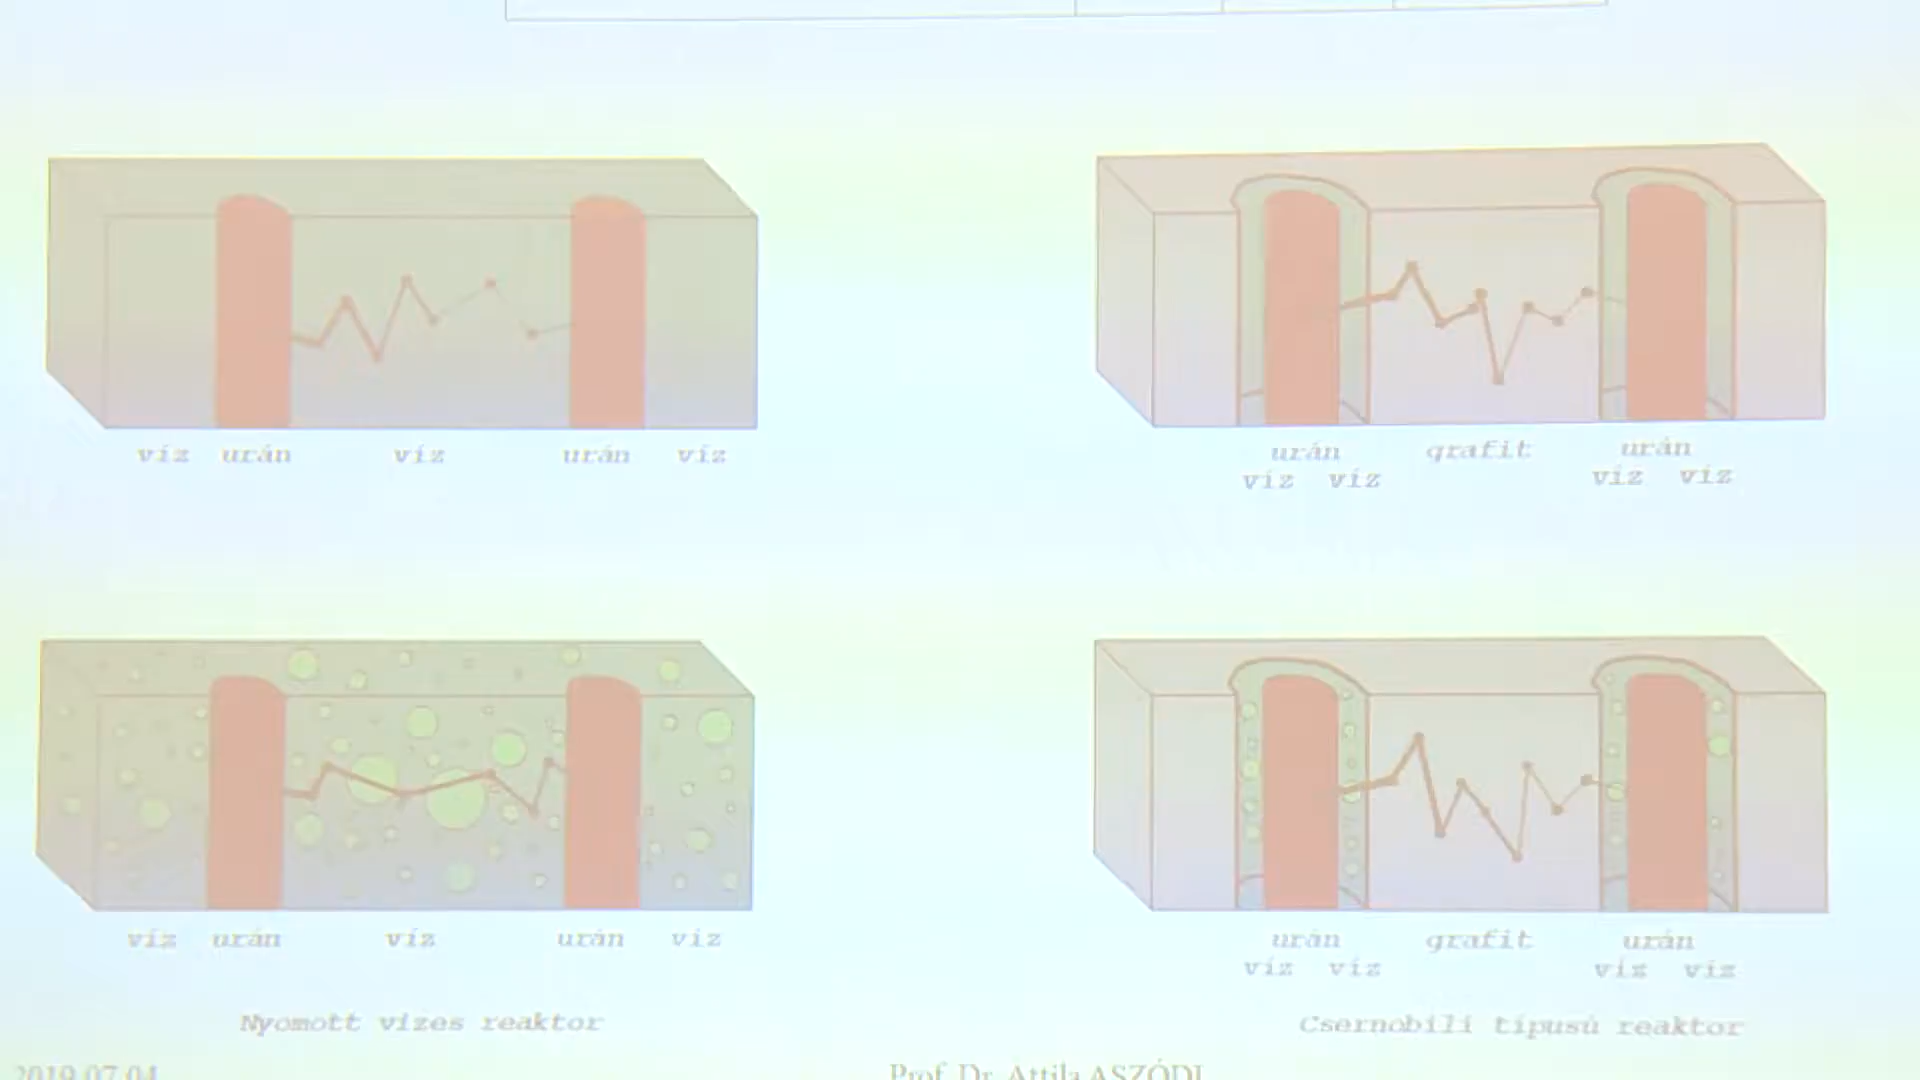 víz urán víz urán víz
urán grafit urán
víz víz víz víz
víz urán víz urán víz
urán grafit urán
víz víz víz víz
Nyomott vizes reaktor
Csernobili típusú reaktor
2019.07.04
Prof. Dr. Attila ASZÓDI